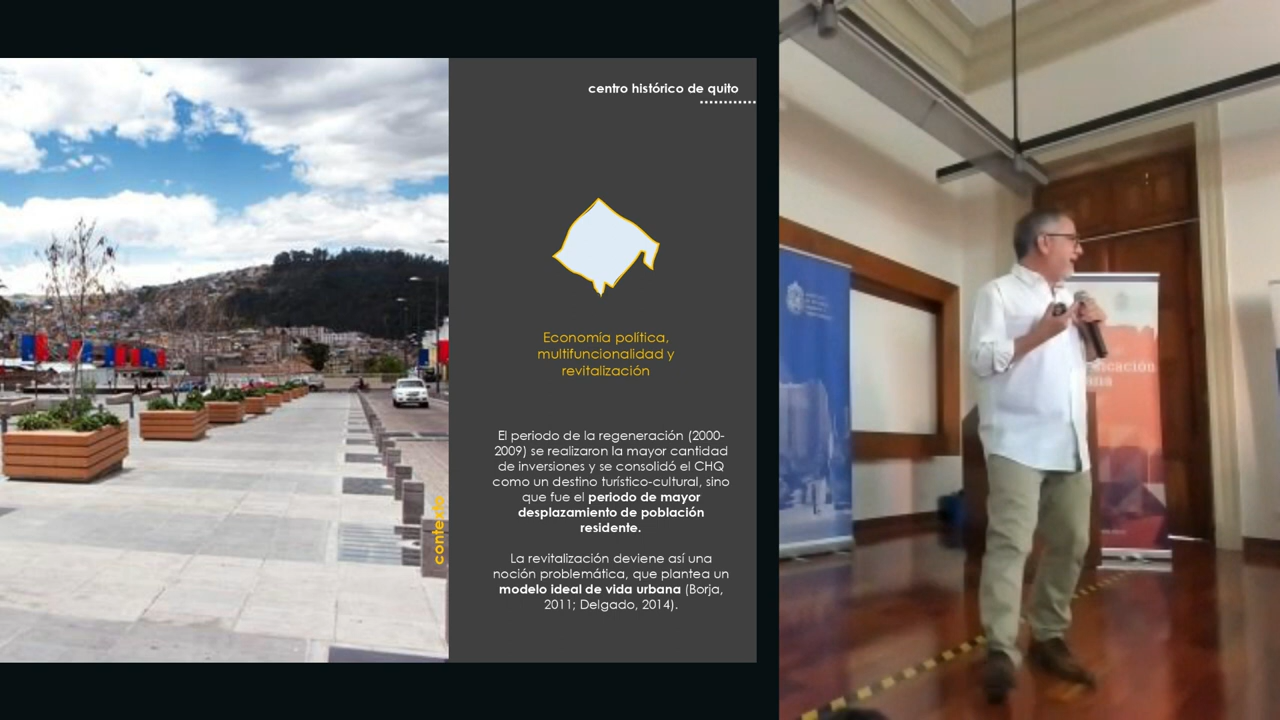 centro histórico de quito
Economía política,
multifuncionalidad y
revitalización
El periodo de la regeneración (2000-
2009) se realizaron la mayor cantidad
de inversiones y se consolidó el CHQ
como un destino turístico-cultural, sino
que fue el periodo de mayor
desplazamiento de población
residente.
La revitalización deviene así una
noción problemática, que plantea un
modelo ideal de vida urbana (Borja,
2011; Delgado, 2014).
contexto